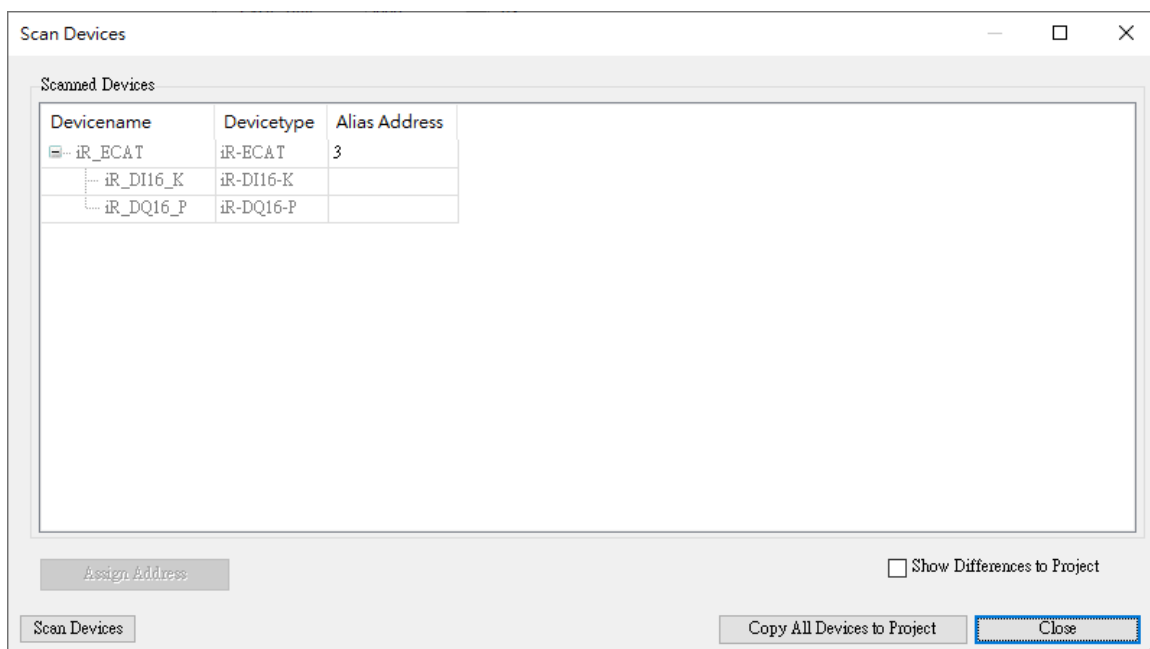 Scan Devices
Scanned Devices
Devicename Devicetype Alias Address
iR_ECAT iR-ECAT 3
iR_DI16_K iR-DI16-K
iR_DQ16_P iR-DQ16-P
Assign Address
Show Differences to Project
Scan Devices Copy All Devices to Project Close